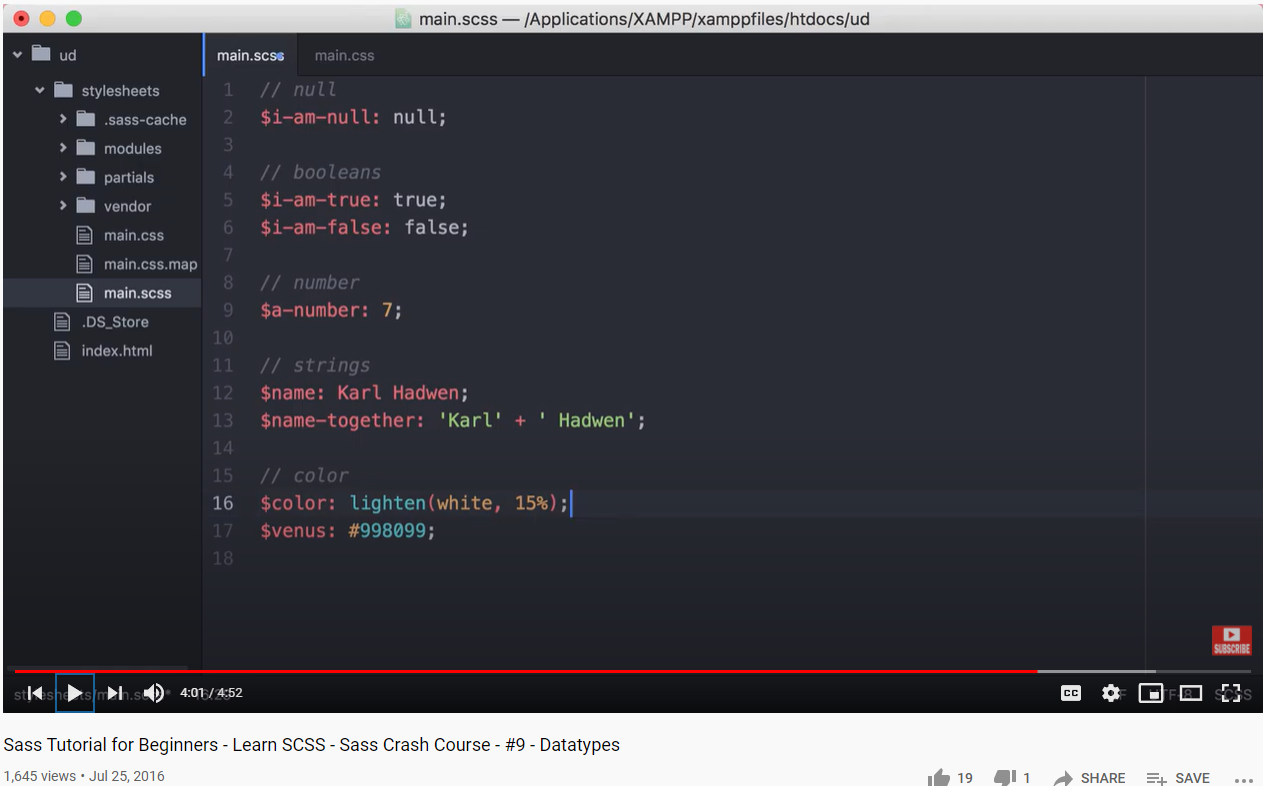 main.scss — /Applications/XAMPP/xamppfiles/htdocs/ud
ud
stylesheets
.sass-cache
modules
partials
vendor
main.css
main.css.map
main.scss
.DS_Store
index.html
main.scss main.css
1 // null
2 $i-am-null: null;
3
4 // booleans
5 $i-am-true: true;
6 $i-am-false: false;
7
8 // number
9 $a-number: 7;
10
11 // strings
12 $name: Karl Hadwen;
13 $name-together: 'Karl' + ' Hadwen';
14
15 // color
16 $color: lighten(white, 15%);
17 $venus: #998099;
18
SUBSCRIBE
4:01 / 4:52
CC
UTF-8 SCSS
Sass Tutorial for Beginners - Learn SCSS - Sass Crash Course - #9 - Datatypes
1,645 views • Jul 25, 2016
19 1 SHARE SAVE